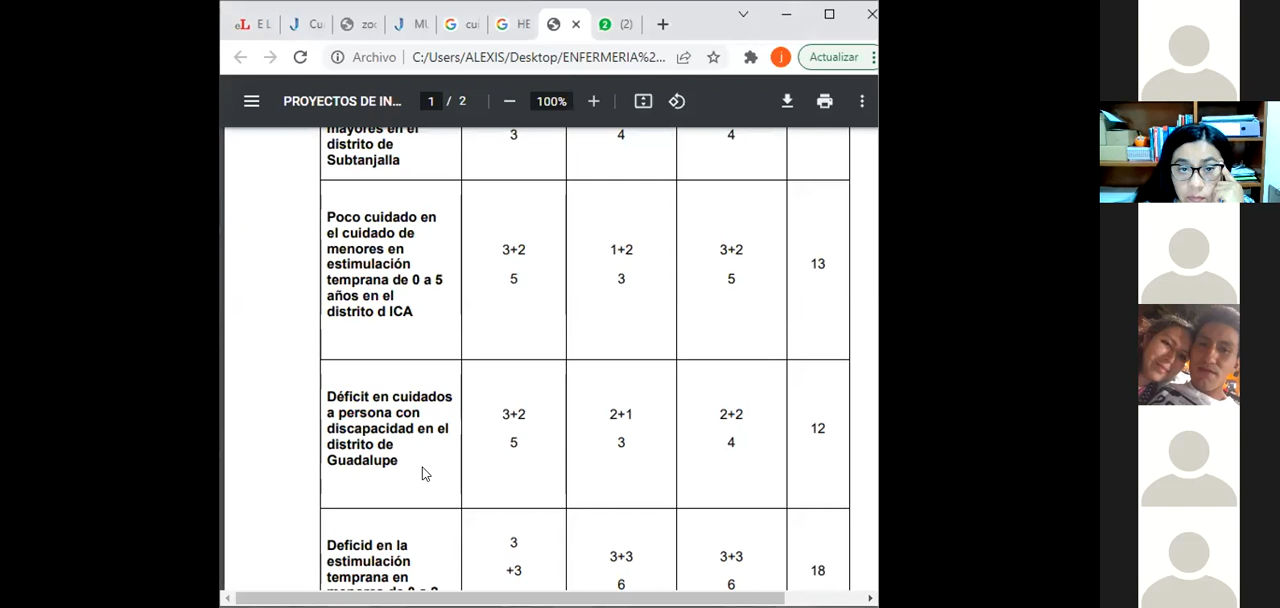 E L
Cu
zoo
MU
cui
HE
(2)
Archivo
C:/Users/ALEXIS/Desktop/ENFERMERIA%2...
Actualizar
PROYECTOS DE IN...
1 / 2
100%
mayores en el
distrito de
Subtanjalla
3
4
4
Poco cuidado en
el cuidado de
menores en
estimulación
temprana de 0 a 5
años en el
distrito d ICA
3+2
5
1+2
3
3+2
5
13
Déficit en cuidados
a persona con
discapacidad en el
distrito de
Guadalupe
3+2
5
2+1
3
2+2
4
12
Deficid en la
estimulación
temprana en
3
+3
3+3
6
3+3
6
18